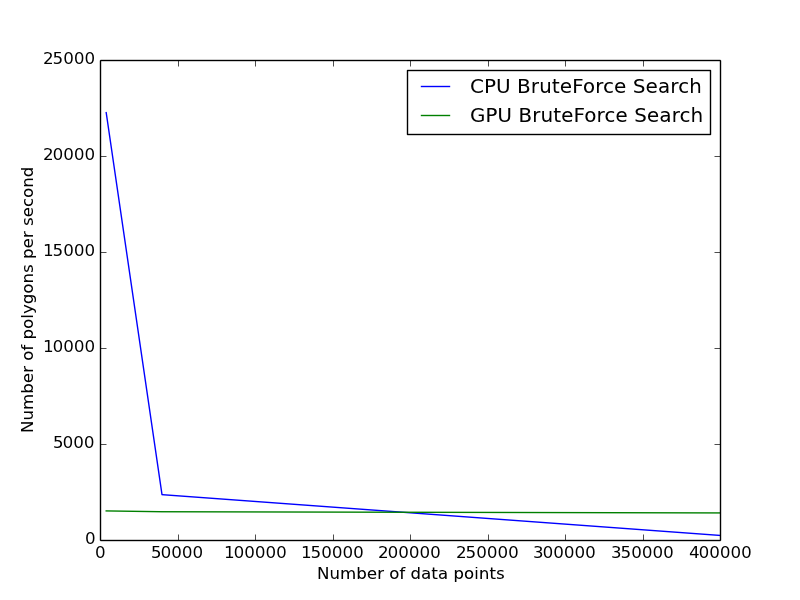 25000
20000
15000
10000
5000
0
Number of polygons per second
CPU BruteForce Search
GPU BruteForce Search
0 50000 100000 150000 200000 250000 300000 350000 400000
Number of data points